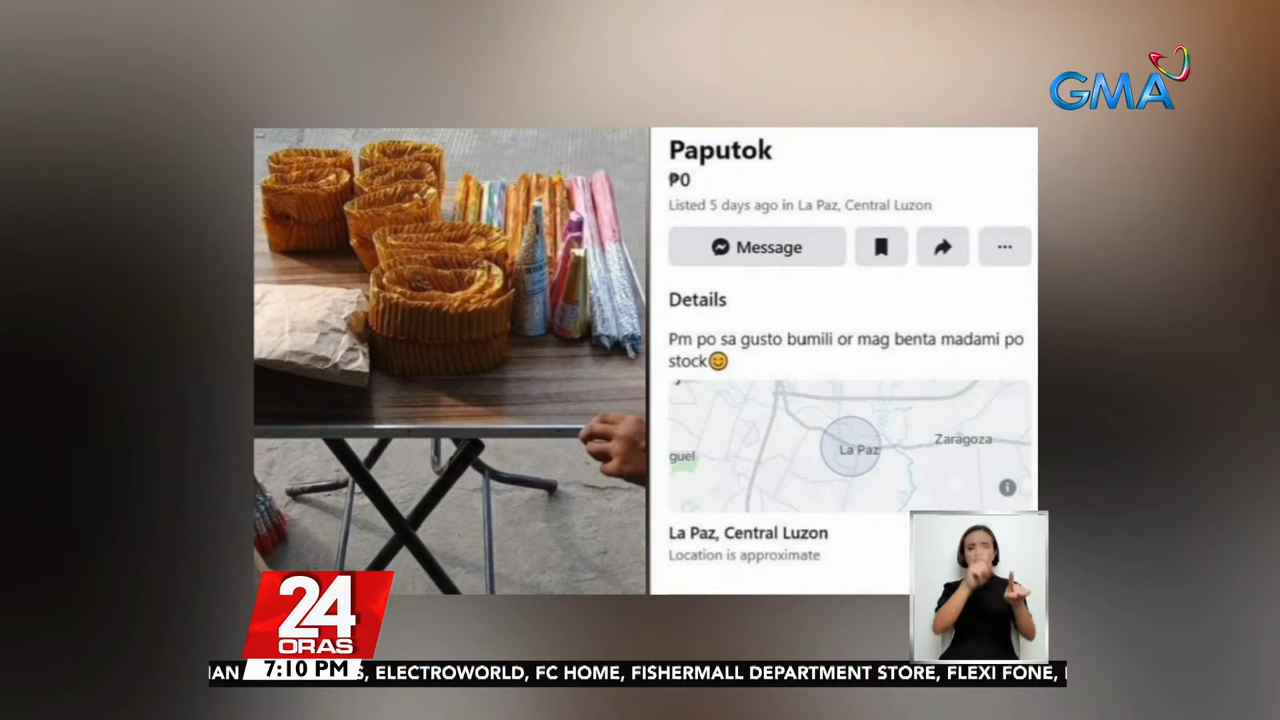 GMA
Paputok
₱0
Listed 5 days ago in La Paz, Central Luzon
Message
Details
Pm po sa gusto bumili or mag benta madami po
stock😊
guel
La Paz
Zaragoza
La Paz, Central Luzon
Location is approximate
24
ORAS
7:10 PM
IAN
S, ELECTROWORLD, FC HOME, FISHERMALL DEPARTMENT STORE, FLEXI FONE,